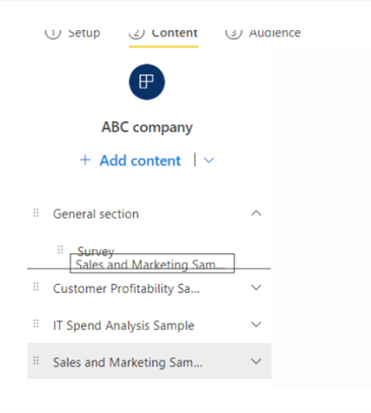 1 Setup 2 Content 3 Audience
ABC company
+ Add content
General section
Survey
Sales and Marketing Sam...
Customer Profitability Sa...
IT Spend Analysis Sample
Sales and Marketing Sam...